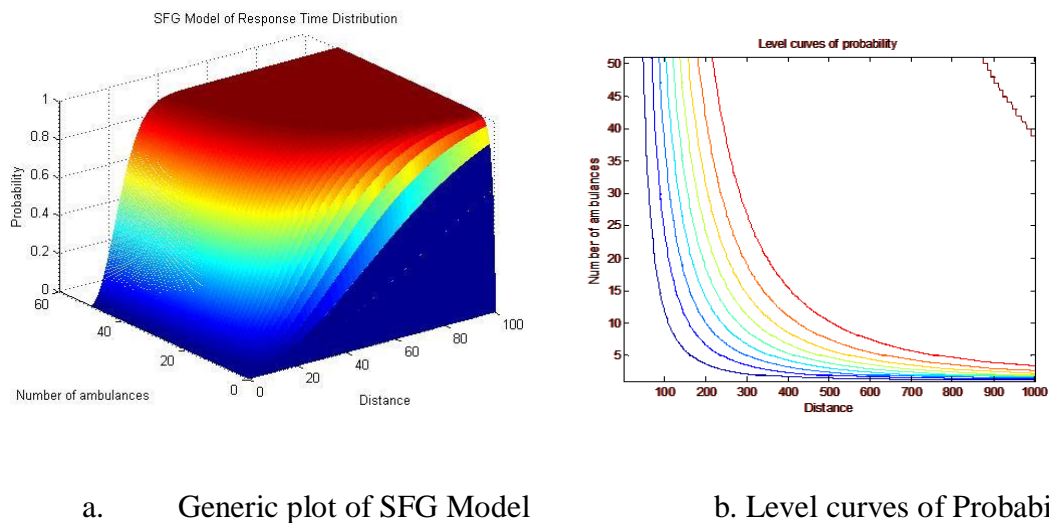 SFG Model of Response Time Distribution
1
0.8
0.6
0.4
0.2
0
Probability
60
40
20
0
Number of ambulances
0
20
40
60
80
100
Distance
Level curves of probability
50
45
40
35
30
25
20
15
10
5
Number of ambulances
100 200 300 400 500 600 700 800 900 1000
Distance
a. Generic plot of SFG Model
b. Level curves of Probabi